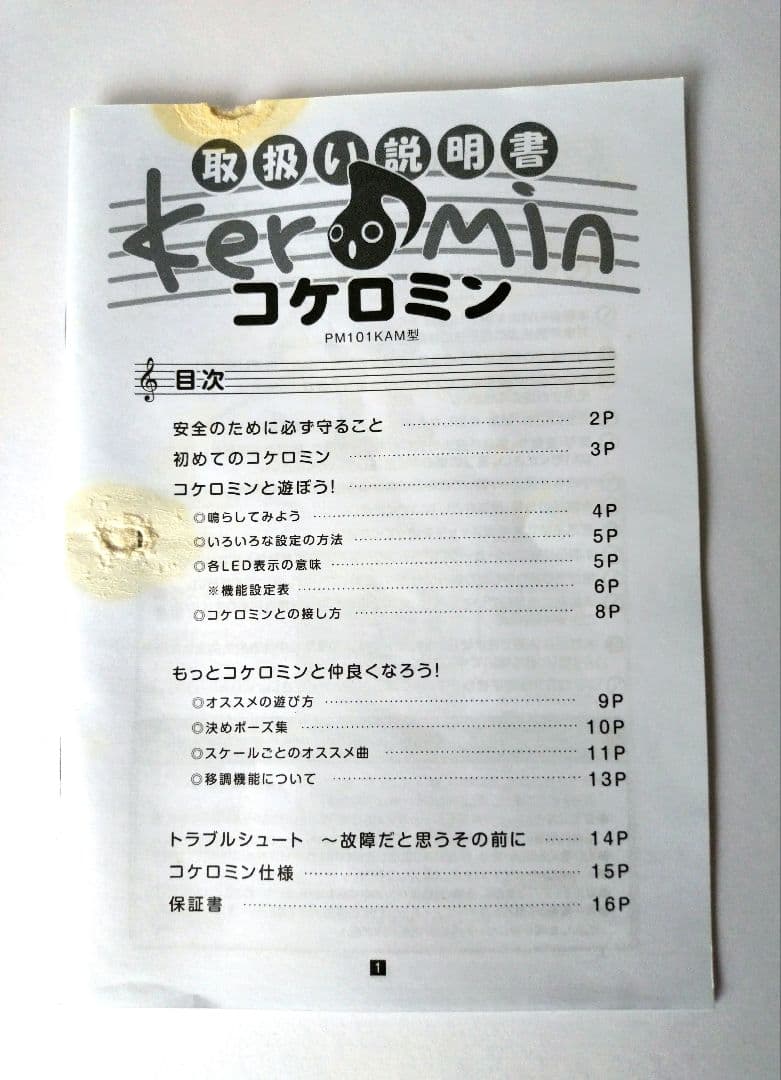 取扱い説明書
keromin
コケロミン
PM101KAM型
目次
安全のために必ず守ること ………………………… 2P
初めてのコケロミン ………………………… 3P
コケロミンと遊ぼう! …………………………
◎鳴らしてみよう ………………………… 4P
◎いろいろな設定の方法 ………………………… 5P
◎各LED表示の意味 ………………………… 5P
※機能設定表 ………………………… 6P
◎コケロミンとの接し方 ………………………… 8P
もっとコケロミンと仲良くなろう!
◎オススメの遊び方 ………………………… 9P
◎決めポーズ集 ………………………… 10P
◎スケールごとのオススメ曲 ………………………… 11P
◎移調機能について ………………………… 13P
トラブルシュート ～故障だと思うその前に ……… 14P
コケロミン仕様 ………………………… 15P
保証書 ………………………… 16P
1